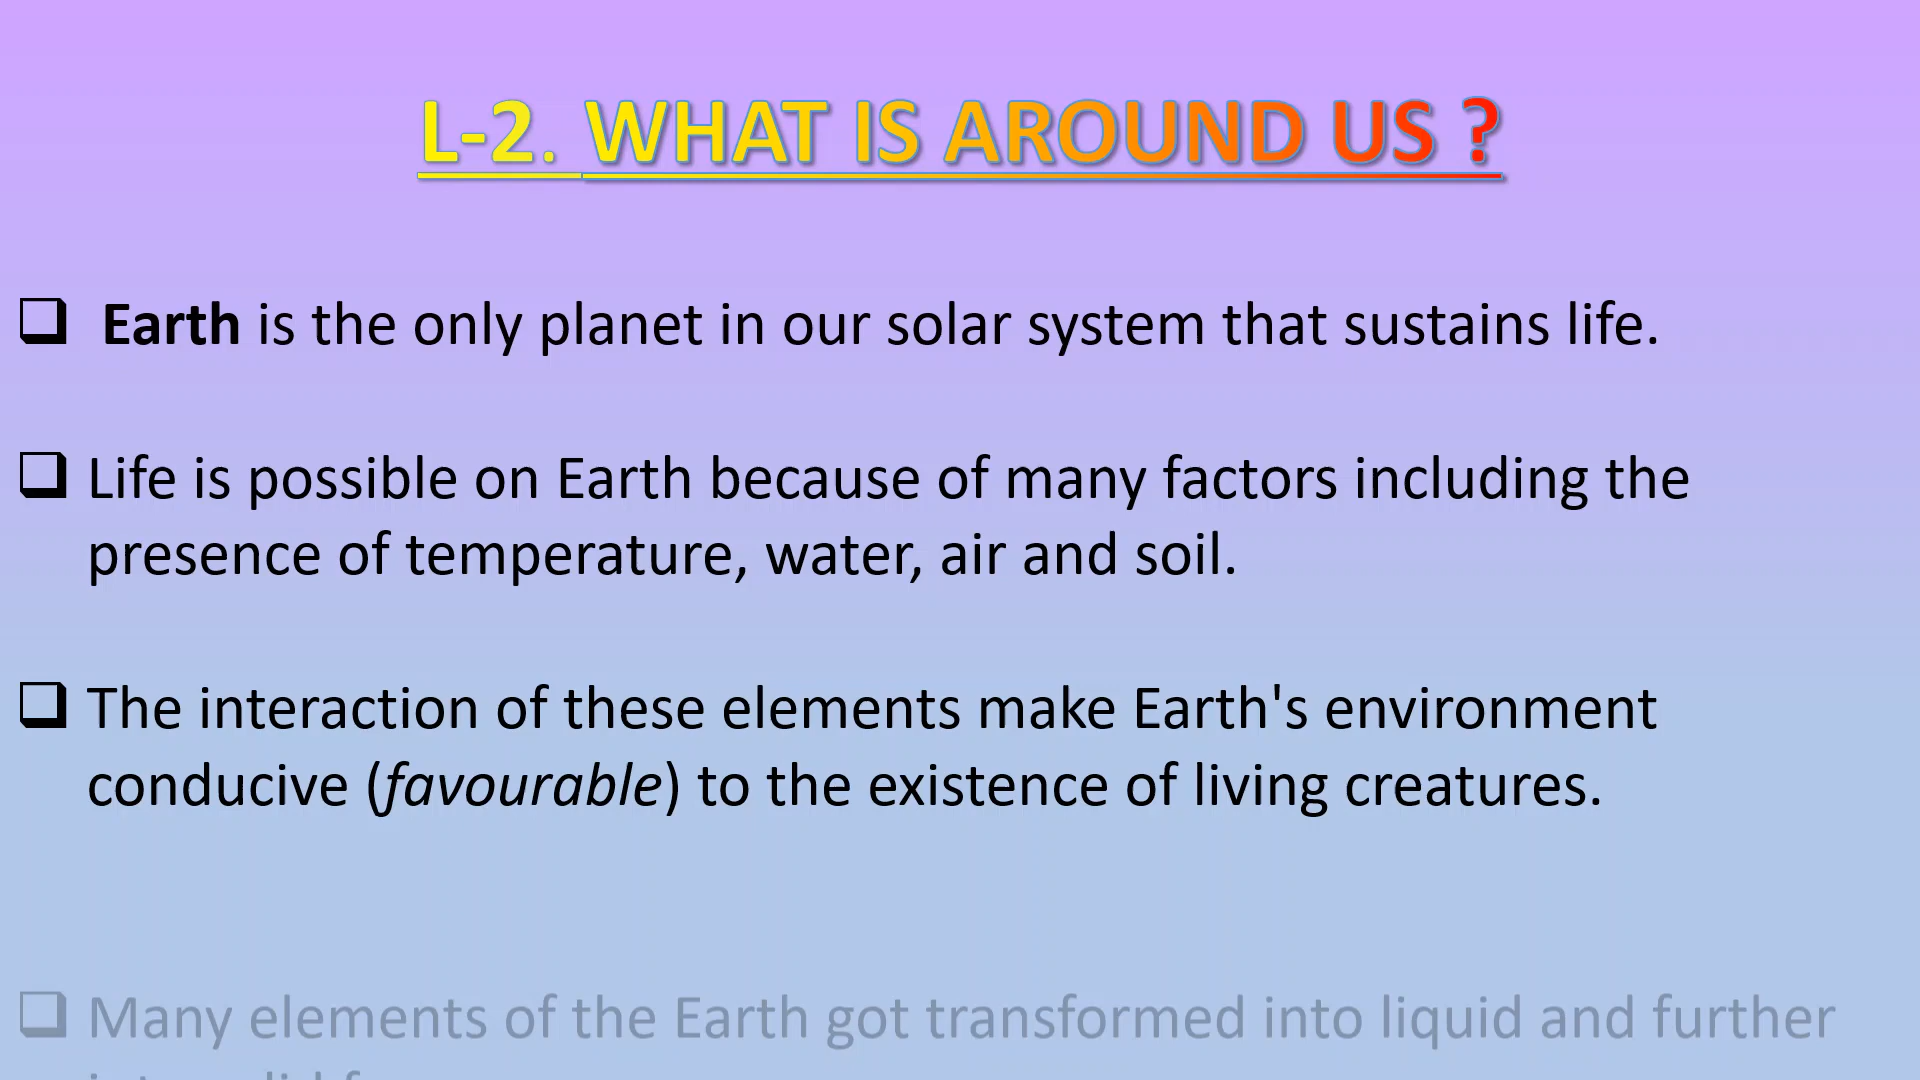 L-2. WHAT IS AROUND US ?
❑ Earth is the only planet in our solar system that sustains life.
❑ Life is possible on Earth because of many factors including the
presence of temperature, water, air and soil.
❑ The interaction of these elements make Earth's environment
conducive (favourable) to the existence of living creatures.
❑ Many elements of the Earth got transformed into liquid and further